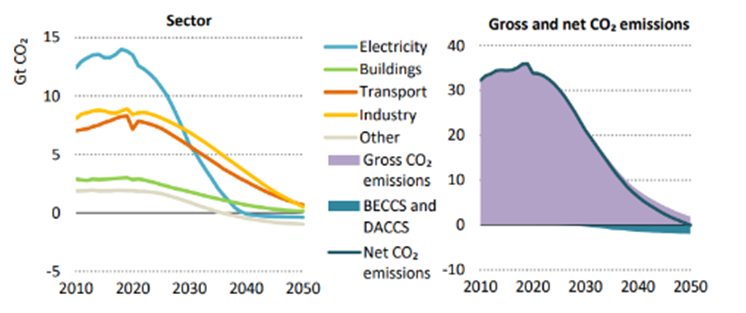 Sector
Gt CO₂
15
10
5
0
-5
2010 2020 2030 2040 2050
Electricity
Buildings
Transport
Industry
Other
Gross CO₂
emissions
BECCS and
DACCS
Net CO₂
emissions
Gross and net CO₂ emissions
40
30
20
10
0
-10
2010 2020 2030 2040 2050